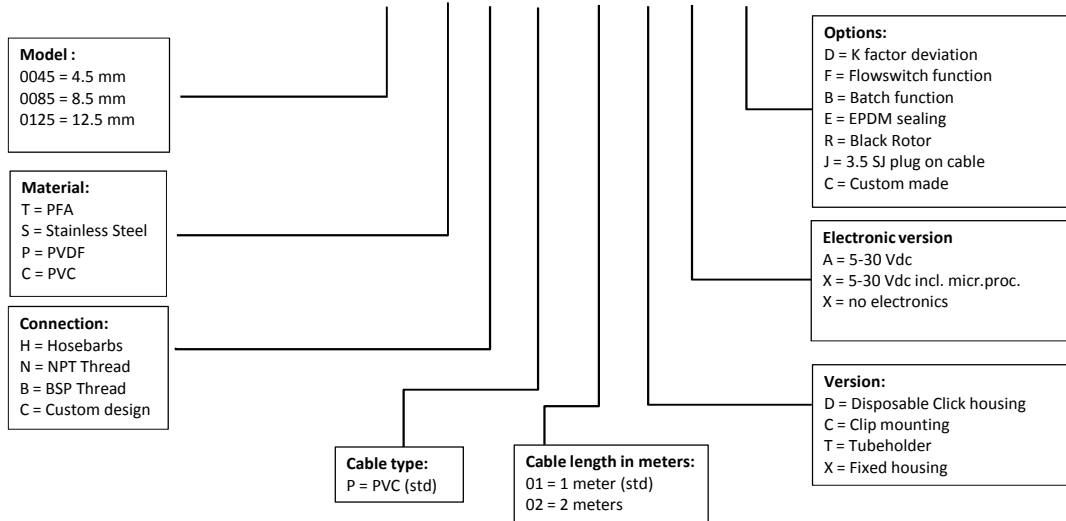 Model :
0045 = 4.5 mm
0085 = 8.5 mm
0125 = 12.5 mm
Material:
T = PFA
S = Stainless Steel
P = PVDF
C = PVC
Connection:
H = Hosebarbs
N = NPT Thread
B = BSP Thread
C = Custom design
Cable type:
P = PVC (std)
Cable length in meters:
01 = 1 meter (std)
02 = 2 meters
Options:
D = K factor deviation
F = Flowswitch function
B = Batch function
E = EPDM sealing
R = Black Rotor
J = 3.5 SJ plug on cable
C = Custom made
Electronic version
A = 5-30 Vdc
X = 5-30 Vdc incl. micr.proc.
X = no electronics
Version:
D = Disposable Click housing
C = Clip mounting
T = Tubeholder
X = Fixed housing